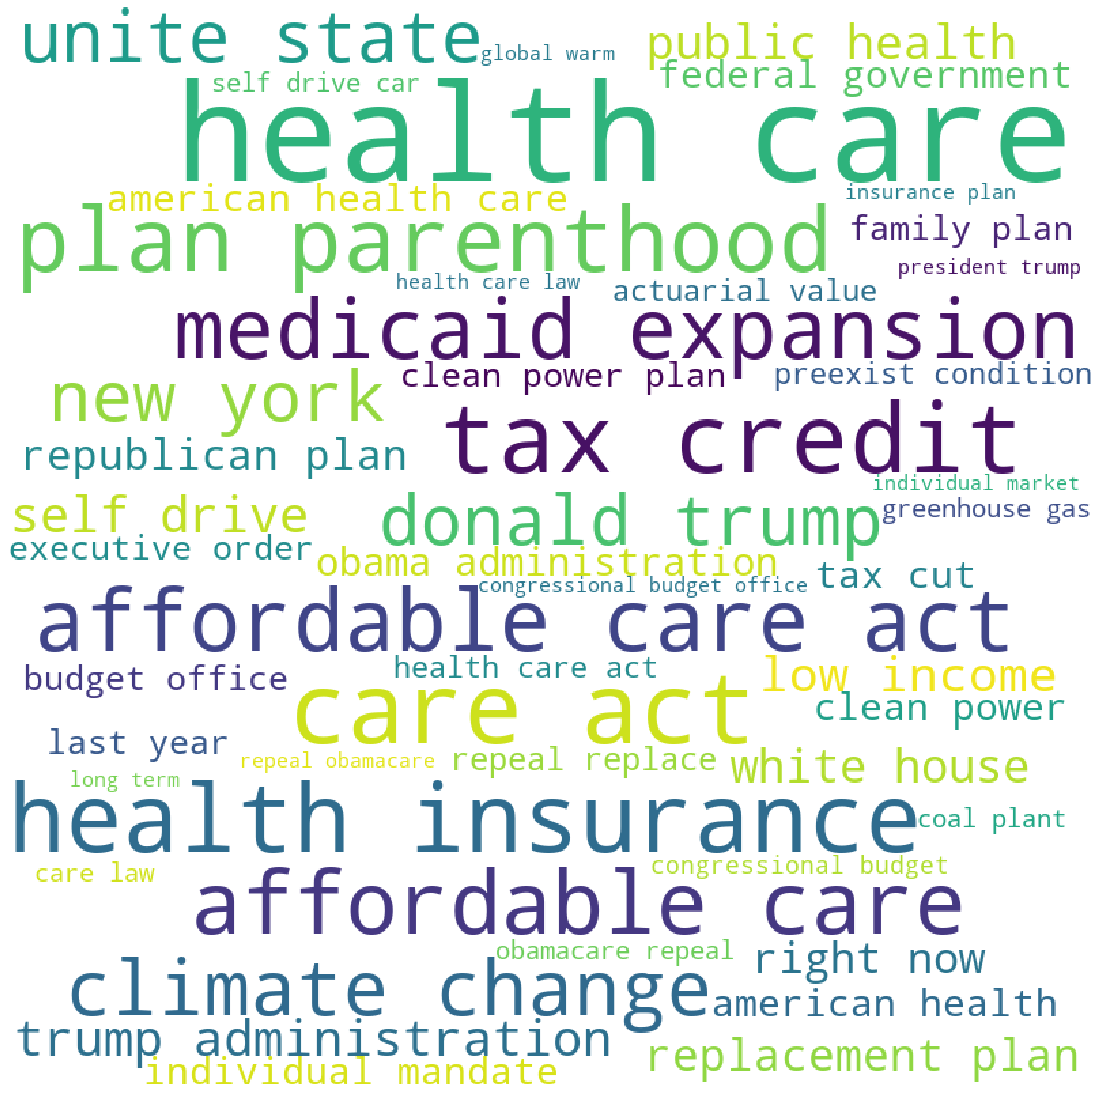 unite state
global warm
public health
self drive car
federal government
health care
american health care
insurance plan
plan parenthood
family plan
president trump
health care law
actuarial value
medicaid expansion
clean power plan
preexist condition
new york
tax credit
republican plan
individual market
self drive
donald trump
greenhouse gas
executive order
obama administration
tax cut
congressional budget office
affordable care act
health care act
low income
budget office
care act
clean power
last year
repeal obamacare
repeal replace
white house
long term
health insurance
coal plant
care law
congressional budget
affordable care
obamacare repeal
right now
climate change
american health
trump administration
replacement plan
individual mandate